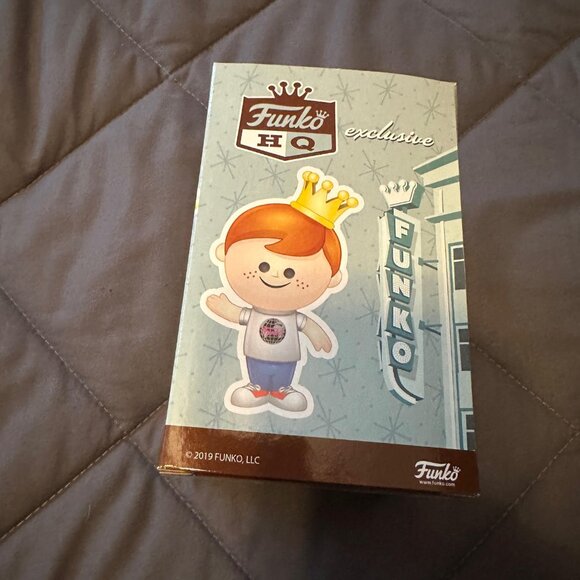 Funko
HQ
exclusive
FUNKO
© 2019 FUNKO, LLC
Funko
www.funko.com